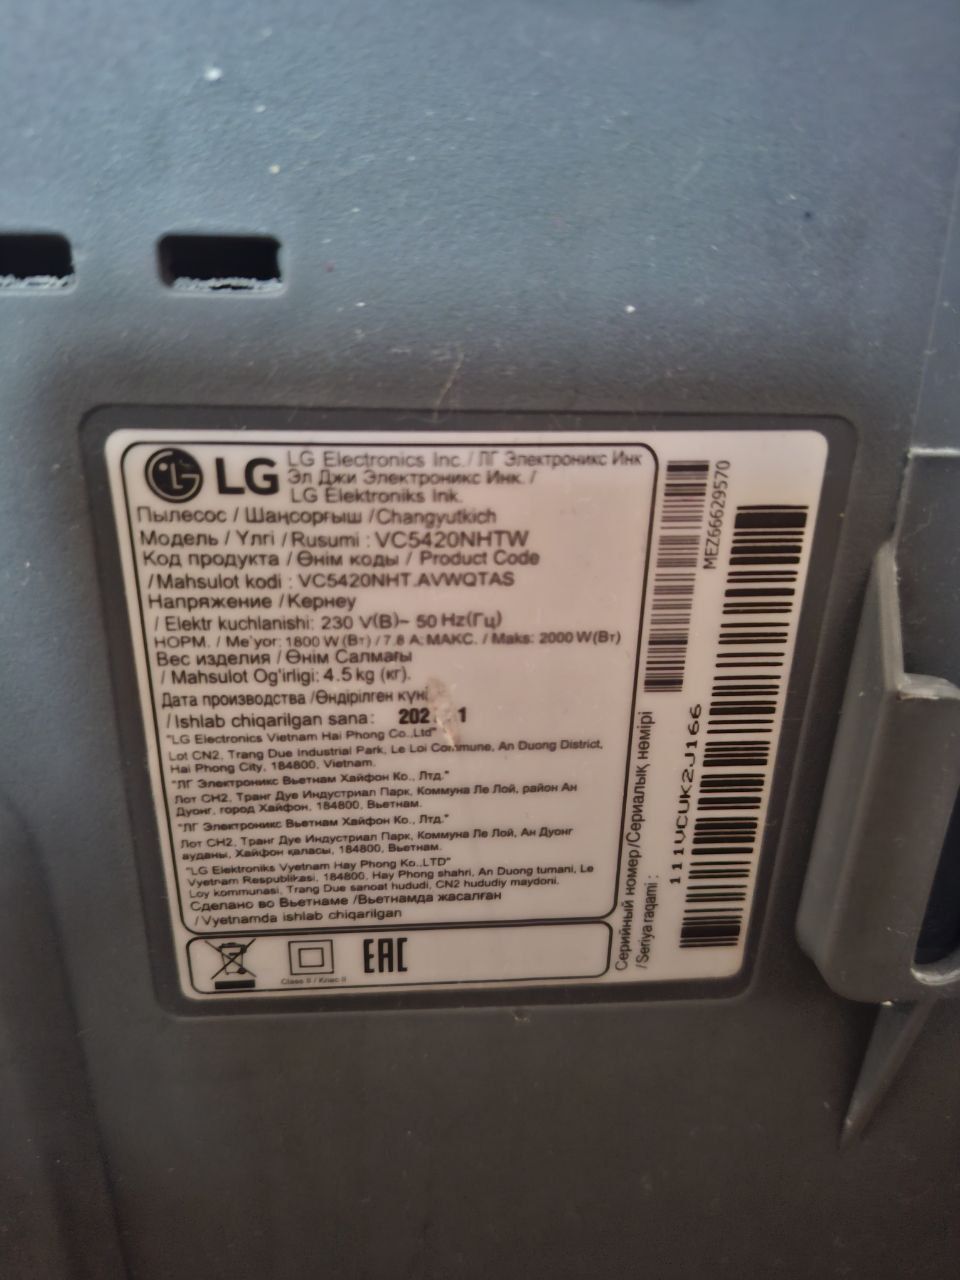 LG
LG Electronics Inc./ ЛГ Электроникс Инк
Эл Джи Электроникс Инк. /
LG Elektroniks Ink.
Пылесос / Шаңсорғыш /Changyutkich
Модель / Үлгі / Rusumi : VC5420NHTW
Код продукта / Өнім коды / Product Code
/Mahsulot kodi : VC5420NHT.AVWQTAS
Напряжение / Кернеу
/ Elektr kuchlanishi: 230 V(В)~ 50 Hz(Гц)
НОРМ. / Me'yor: 1800 W(Вт) / 7.8 A; МАКС. / Maks: 2000 W(Вт)
Вес изделия / Өнім Салмағы
/ Mahsulot Og'irligi: 4.5 kg (кг).
Дата производства /Өндірілген күні
/ Ishlab chiqarilgan sana:
"LG Electronics Vietnam Hai Phong Co.,Ltd"
Lot CN2, Trang Due Industrial Park, Le Loi Commune, An Duong District,
Hai Phong City, 184800, Vietnam.
"ЛГ Электроникс Вьетнам Хайфон Ко., Лтд."
Лот СН2, Транг Дуе Индустриал Парк, Коммуна Ле Лой, район Ан
Дуонг, город Хайфон, 184800, Вьетнам.
"ЛГ Электроникс Вьетнам Хайфон Ко., Лтд."
Лот СН2, Транг Дуе Индустриал Парк, Коммуна Ле Лой, Ан Дуонг
ауданы, Хайфон қаласы, 184800, Вьетнам.
"LG Elektroniks Vyetnam Hay Phong Ko.,LTD"
Vyetnam Respublikasi, 184800, Hay Phong shahri, An Duong tumani, Le
Loy kommunasi, Trang Due sanoat hududi, CN2 hududiy maydoni.
Сделано во Вьетнаме /Вьетнамда жасалған
/ Vyetnamda ishlab chiqarilgan
Class II / Класс II
EAC
MEZ66629570
Серийный номер/Сериалық нөмірі
/Seriya raqami :
111VCUK2J166